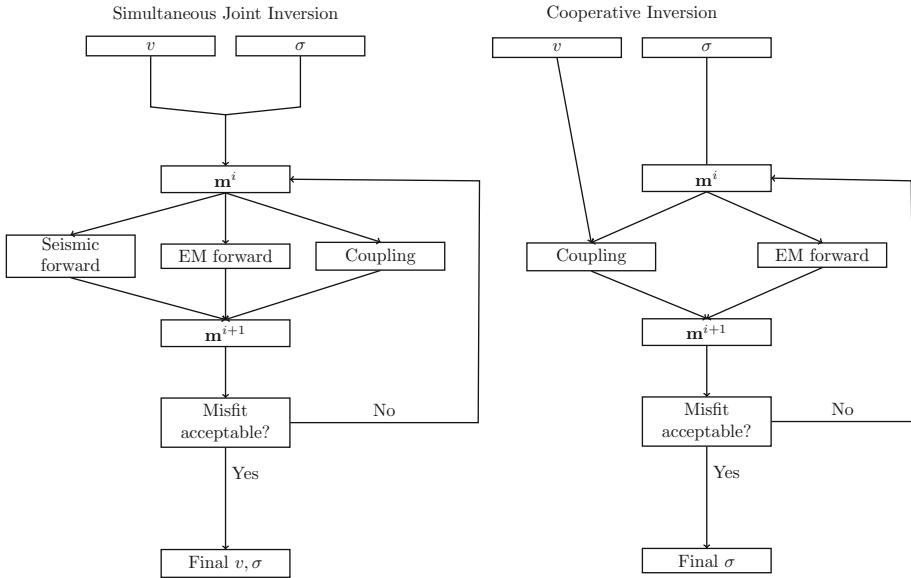 Simultaneous Joint Inversion
v
σ
m^i
Seismic
forward
EM forward
Coupling
m^{i+1}
Misfit
acceptable?
No
Yes
Final v, σ
Cooperative Inversion
v
σ
m^i
Coupling
EM forward
m^{i+1}
Misfit
acceptable?
No
Yes
Final σ